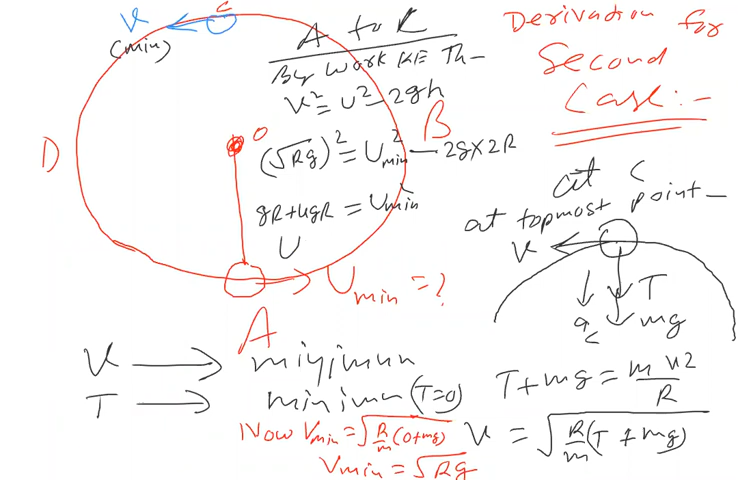 Derivation for
Second
Case:-
C
V
(min)
A to C
By Work KE Th-
V² = U² - 2gh
B
(√Rg)² = U²min - 2g×2R
gR+4gR = U²min
U
O
D
Umin = ?
A
at C
at topmost point-
V
T
ac
mg
V → minimum
T → minimum (T=0)
T + mg = m v²/R
Now Vmin = √R/m (0+mg)
V = √R/m (T + mg)
Vmin = √Rg